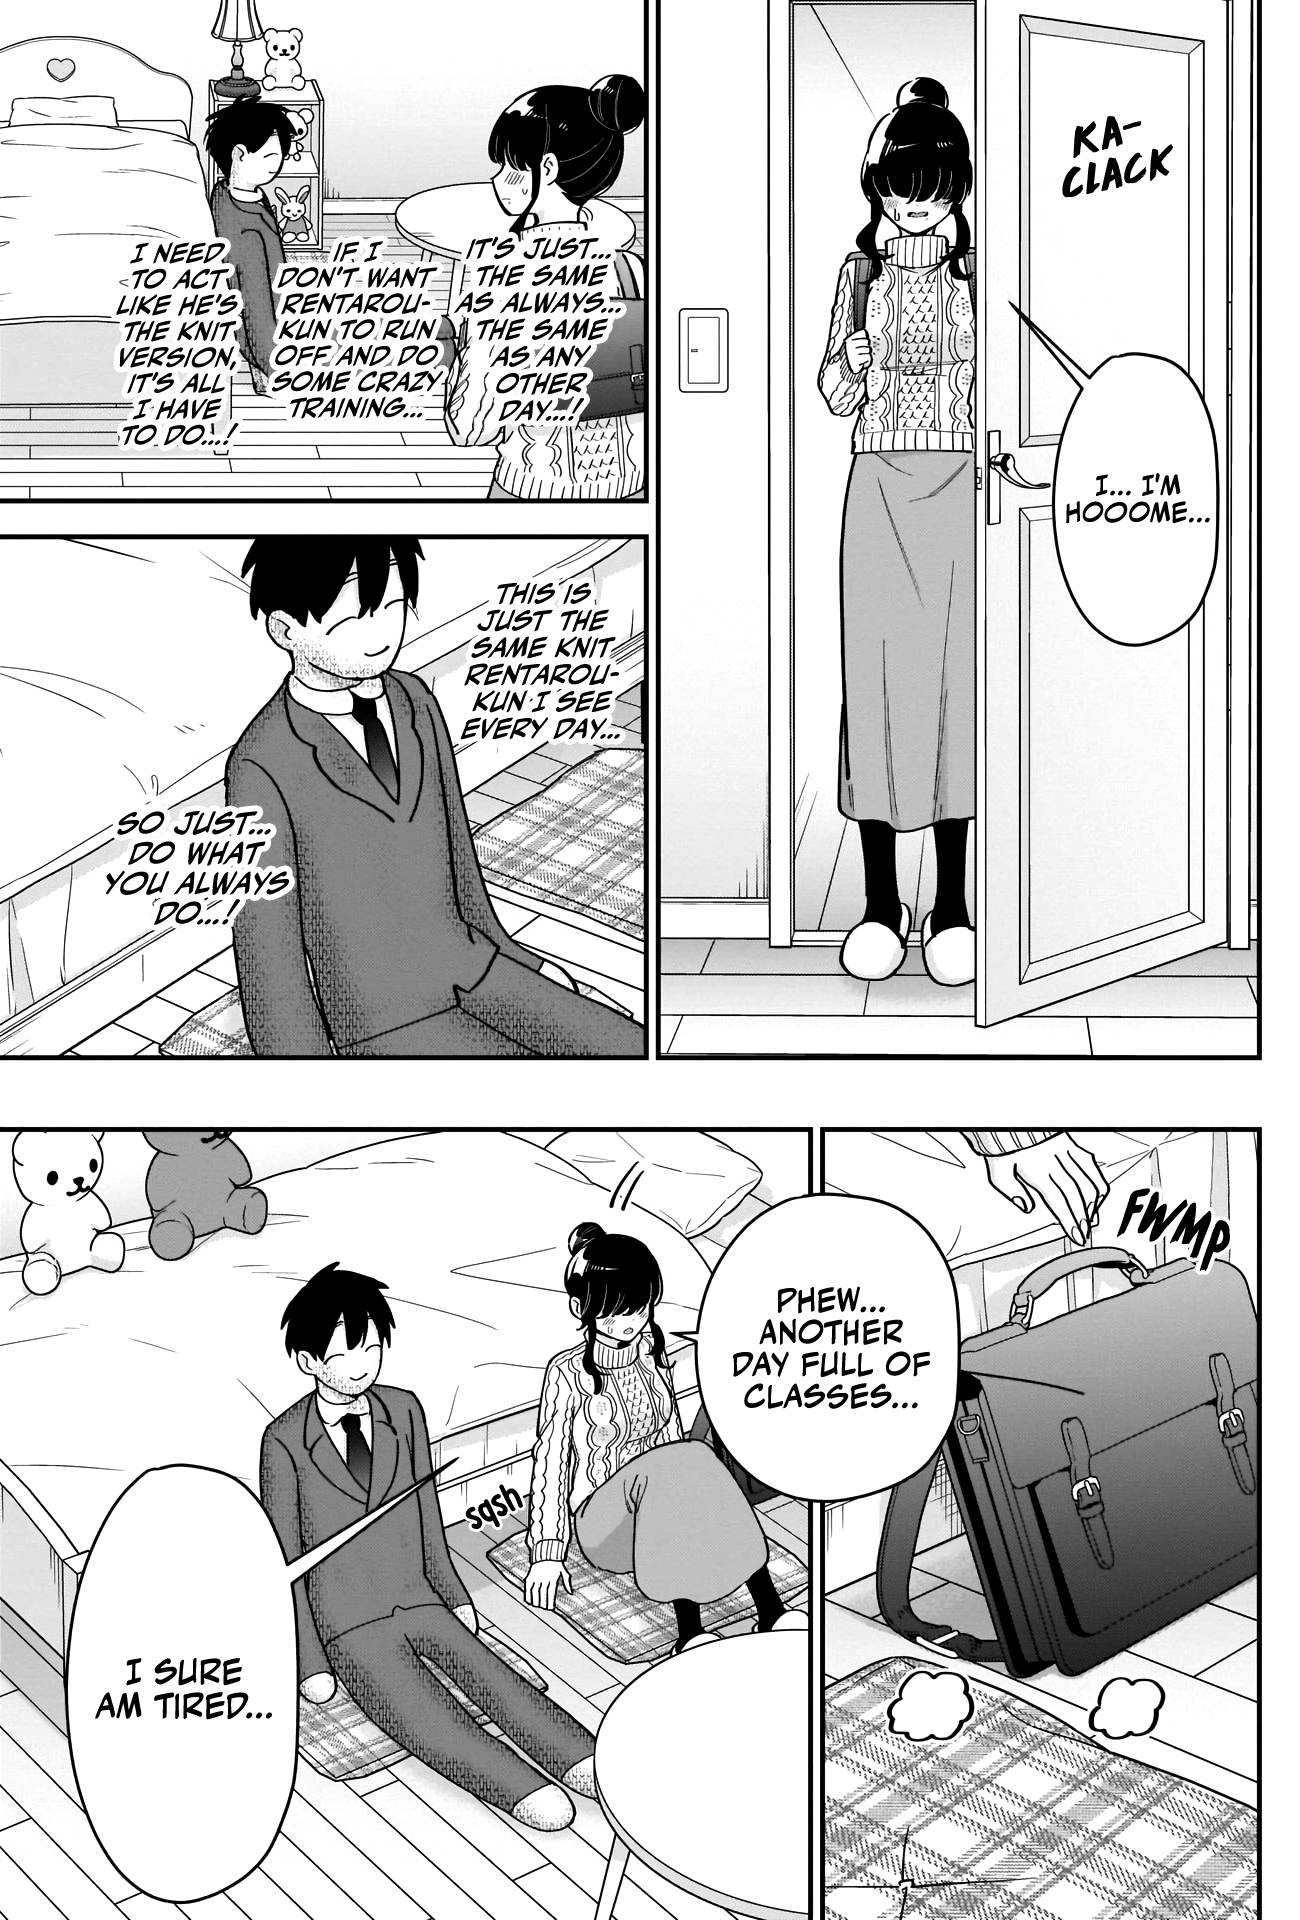 KA-
CLACK
I... I'M
HOOOME...
IT'S JUST...
THE SAME
AS ALWAYS...
THE SAME
AS ANY
OTHER
DAY...!
IF I
DON'T WANT
RENTAROU-
KUN TO RUN
OFF AND DO
SOME CRAZY
TRAINING...
I NEED
TO ACT
LIKE HE'S
THE KNIT
VERSION,
IT'S ALL
I HAVE
TO DO...!
THIS IS
JUST THE
SAME KNIT
RENTAROU-
KUN I SEE
EVERY DAY...
SO JUST...
DO WHAT
YOU ALWAYS
DO...!
FWMP
PHEW...
ANOTHER
DAY FULL OF
CLASSES...
SQSH
I SURE
AM TIRED...